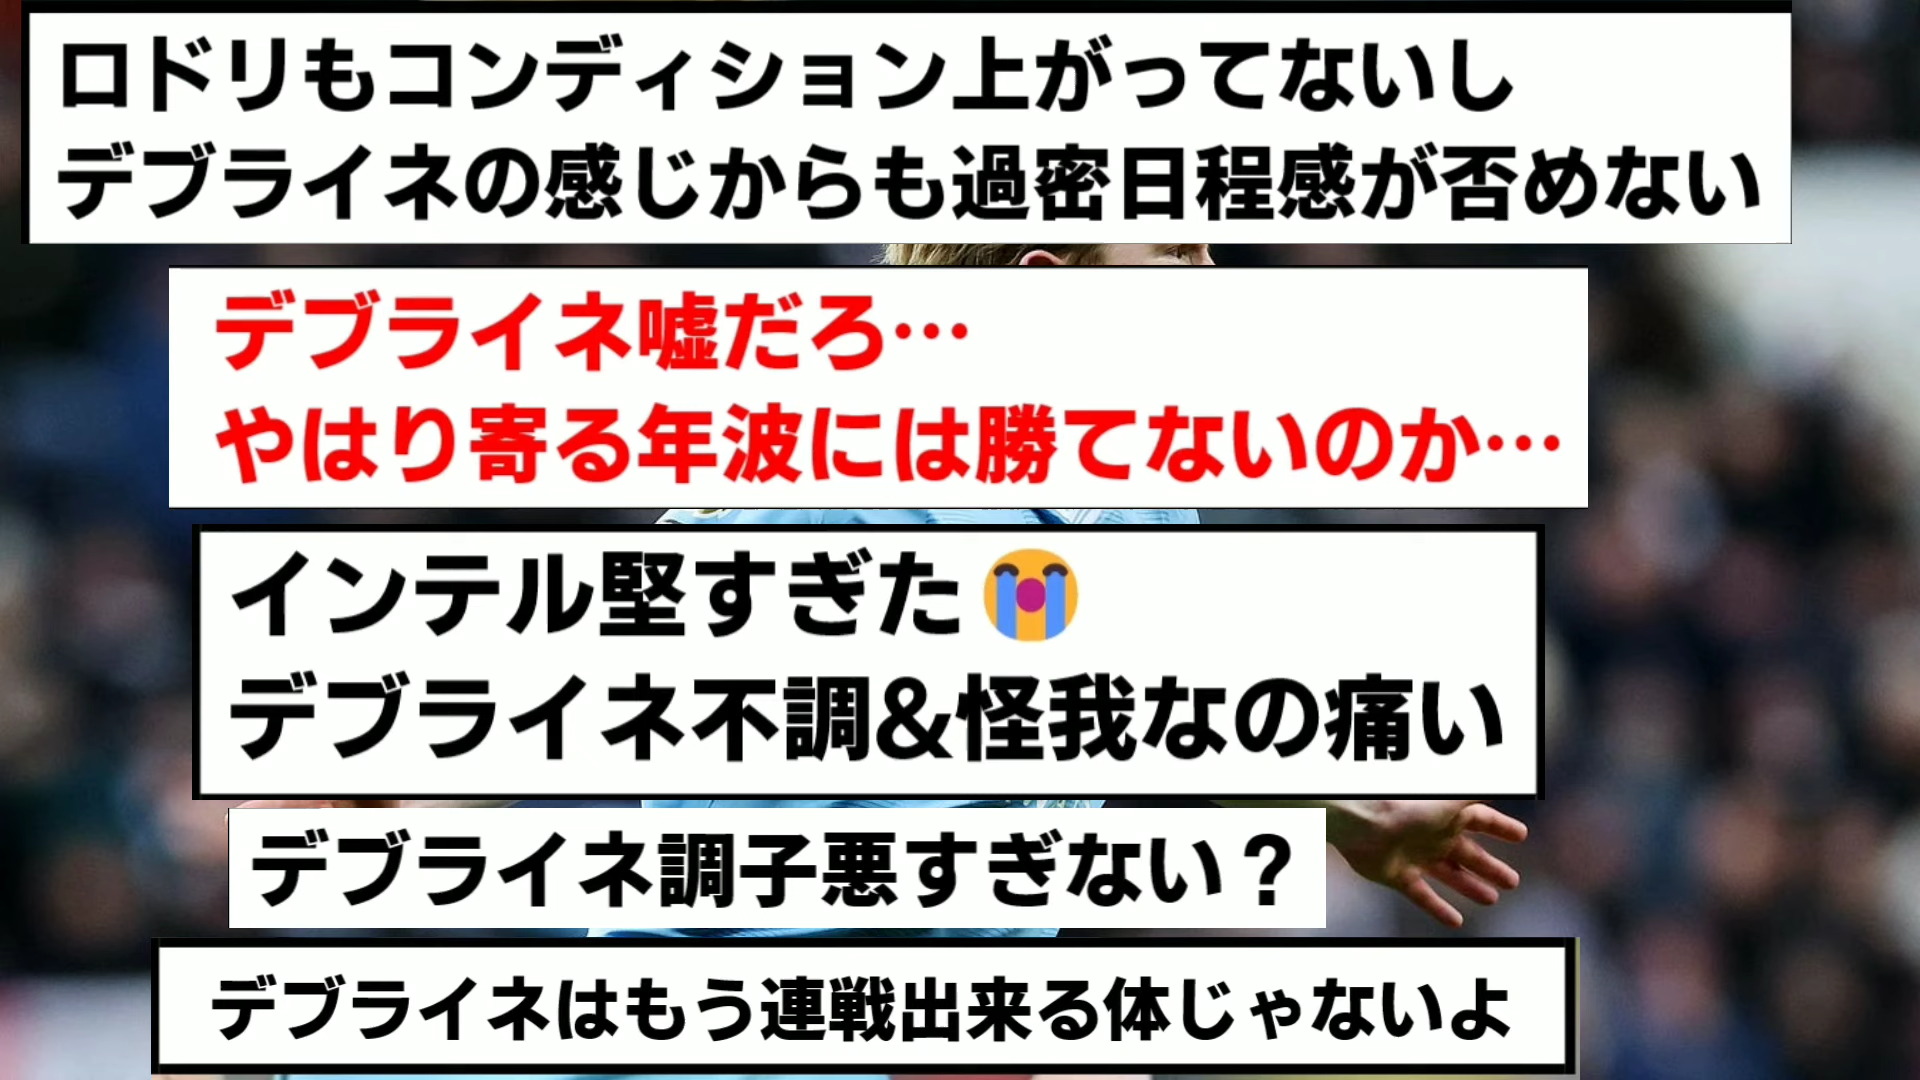 ロドリもコンディション上がってないし
デブライネの感じからも過密日程感が否めない
デブライネ嘘だろ…
やはり寄る年波には勝てないのか…
インテル堅すぎた😭
デブライネ不調&怪我なの痛い
デブライネ調子悪すぎない？
デブライネはもう連戦出来る体じゃないよ